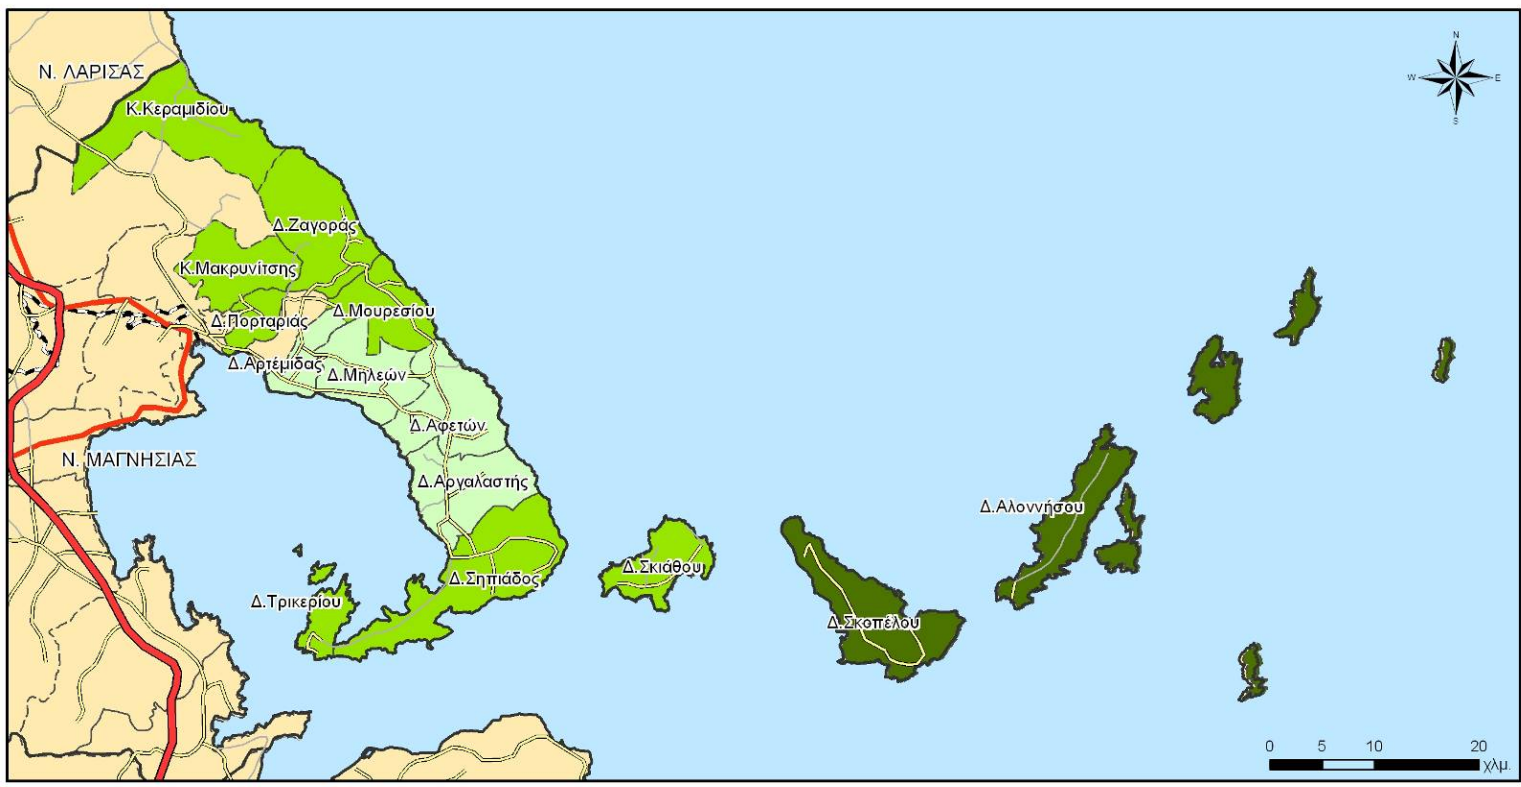 N
W E
S
Ν. ΛΑΡΙΣΑΣ
Κ.Κεραμιδίου
Δ.Ζαγοράς
Κ.Μακρυνίτσης
Δ.Μουρεσίου
Δ.Πορταριάς
Δ.Αρτέμιδας
Δ.Μηλεών
Δ.Αφετών
Ν. ΜΑΓΝΗΣΙΑΣ
Δ.Αργαλαστής
Δ.Αλοννήσου
Δ.Σκιάθου
Δ.Σηπιάδος
Δ.Τρικερίου
Δ.Σκοπέλου
0 5 10 20
χλμ.